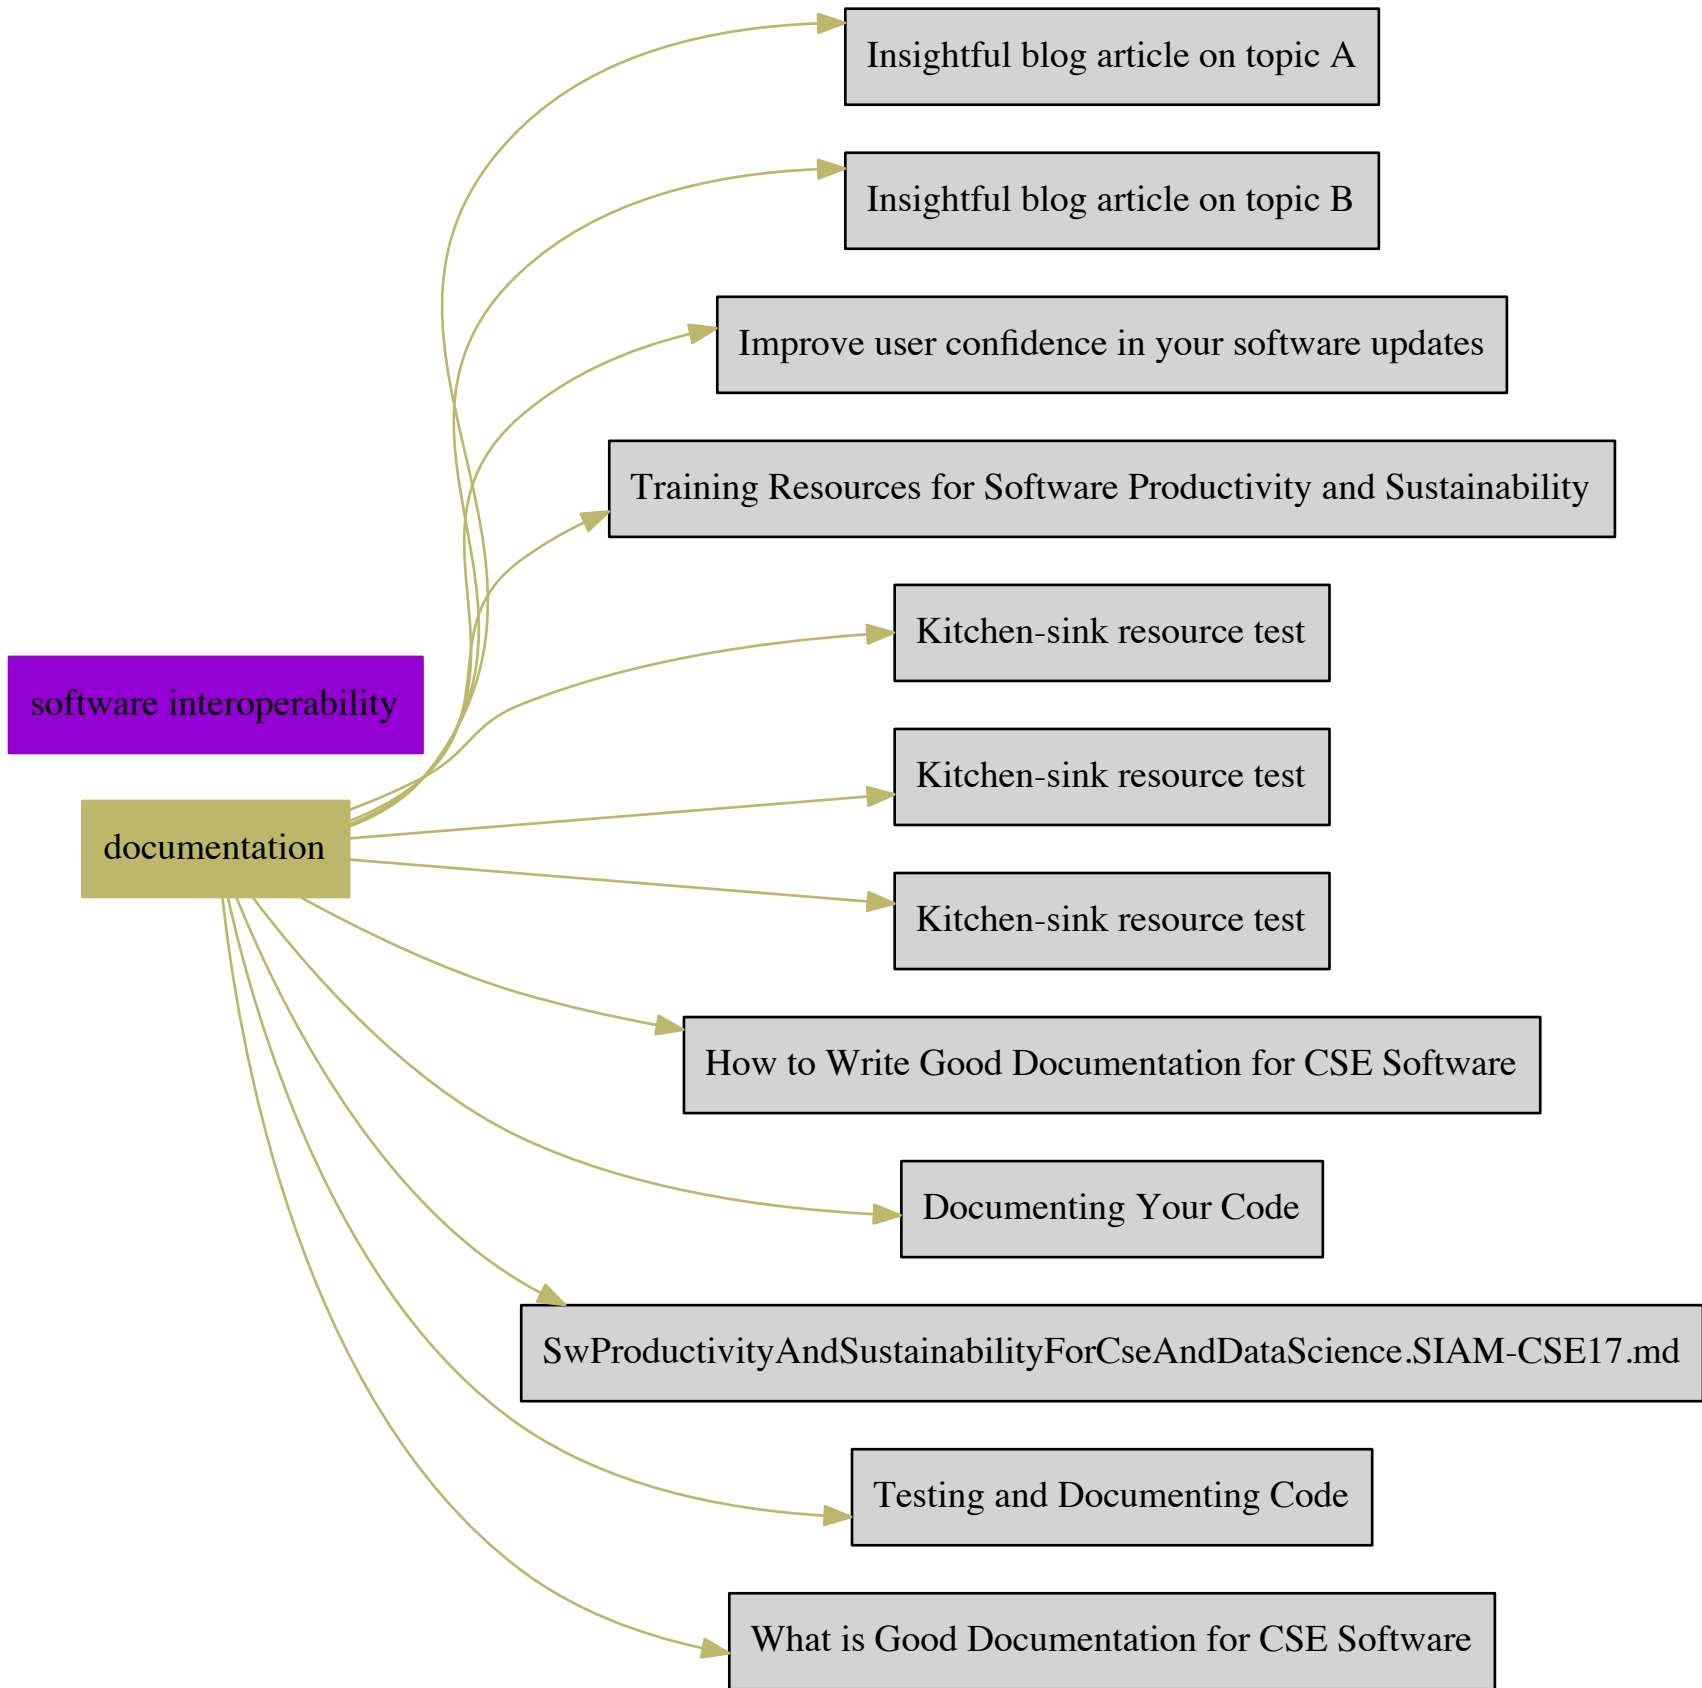 Insightful blog article on topic A
Insightful blog article on topic B
Improve user confidence in your software updates
Training Resources for Software Productivity and Sustainability
Kitchen-sink resource test
software interoperability
Kitchen-sink resource test
documentation
Kitchen-sink resource test
How to Write Good Documentation for CSE Software
Documenting Your Code
SwProductivityAndSustainabilityForCseAndDataScience.SIAM-CSE17.md
Testing and Documenting Code
What is Good Documentation for CSE Software